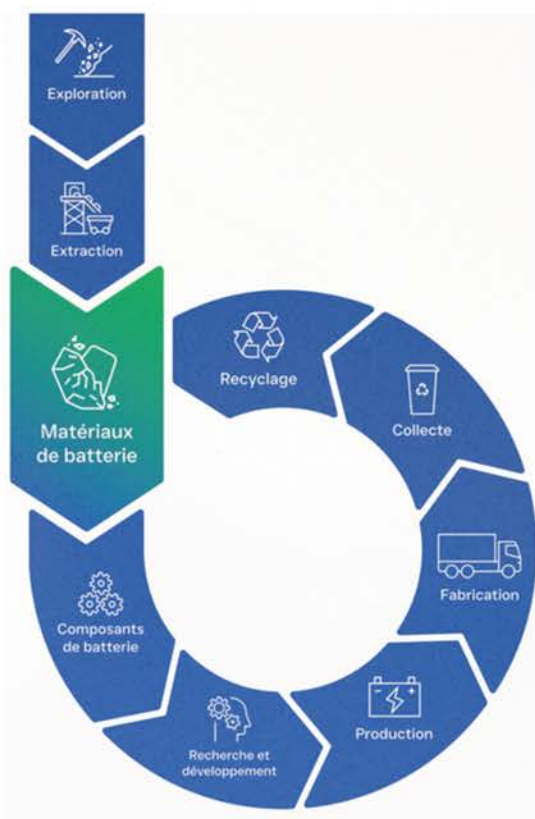 Exploration
Extraction
Matériaux
de batterie
Composants
de batterie
Recherche et
développement
Production
Fabrication
Collecte
Recyclage